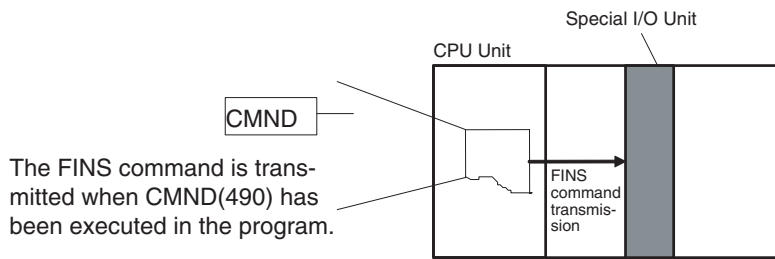 Special I/O Unit
CPU Unit
CMND
The FINS command is trans-
mitted when CMND(490) has
been executed in the program.
FINS
command
transmis-
sion